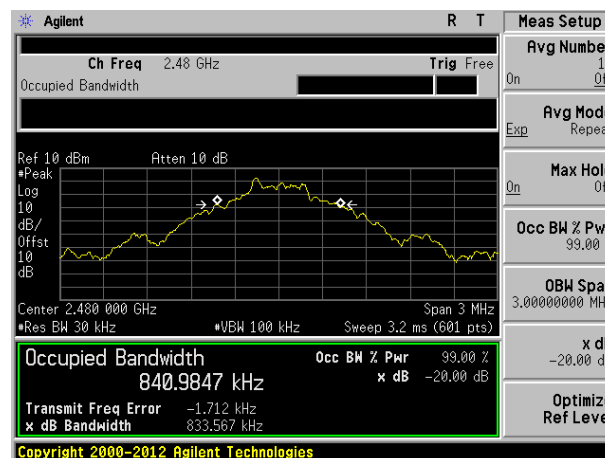 Agilent R T
Meas Setup
Ch Freq 2.48 GHz Trig Free
Occupied Bandwidth
Ref 10 dBm Atten 10 dB
#Peak
Log
10
dB/
Offst
10
dB
Center 2.480 000 GHz Span 3 MHz
#Res BW 30 kHz #VBW 100 kHz Sweep 3.2 ms (601 pts)
Occupied Bandwidth Occ BW % Pwr 99.00 %
840.9847 kHz x dB -20.00 dB
Transmit Freq Error -1.712 kHz
x dB Bandwidth 833.567 kHz
Copyright 2000-2012 Agilent Technologies
Avg Numbe
1
On Of
Avg Mod
Exp Repea
Max Hol
On Of
Occ BW % Pw
99.00
OBW Spa
3.00000000 MH
x d
-20.00 d
Optimiz
Ref Leve